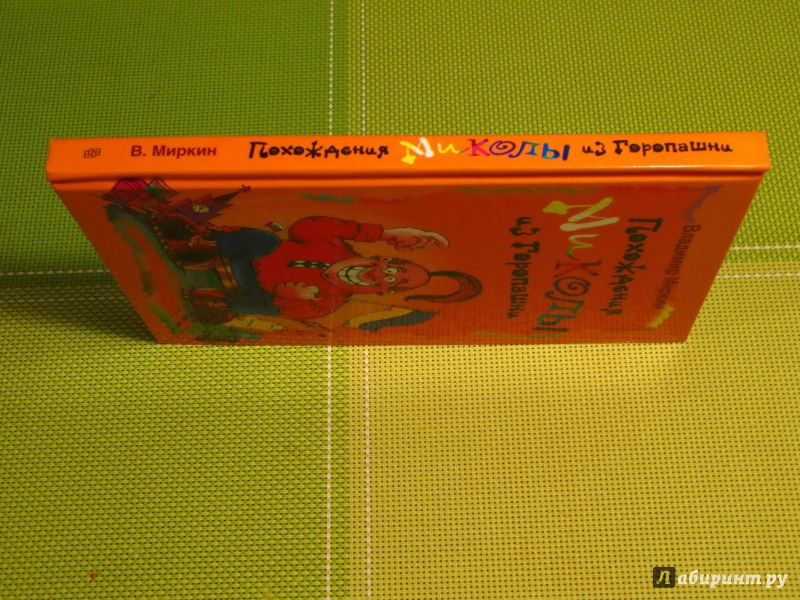 В. Миркин Похождения Миколы из Горопашни
Владимир Миркин
Похождения
Миколы
из Горопашни
Лабиринт.ру